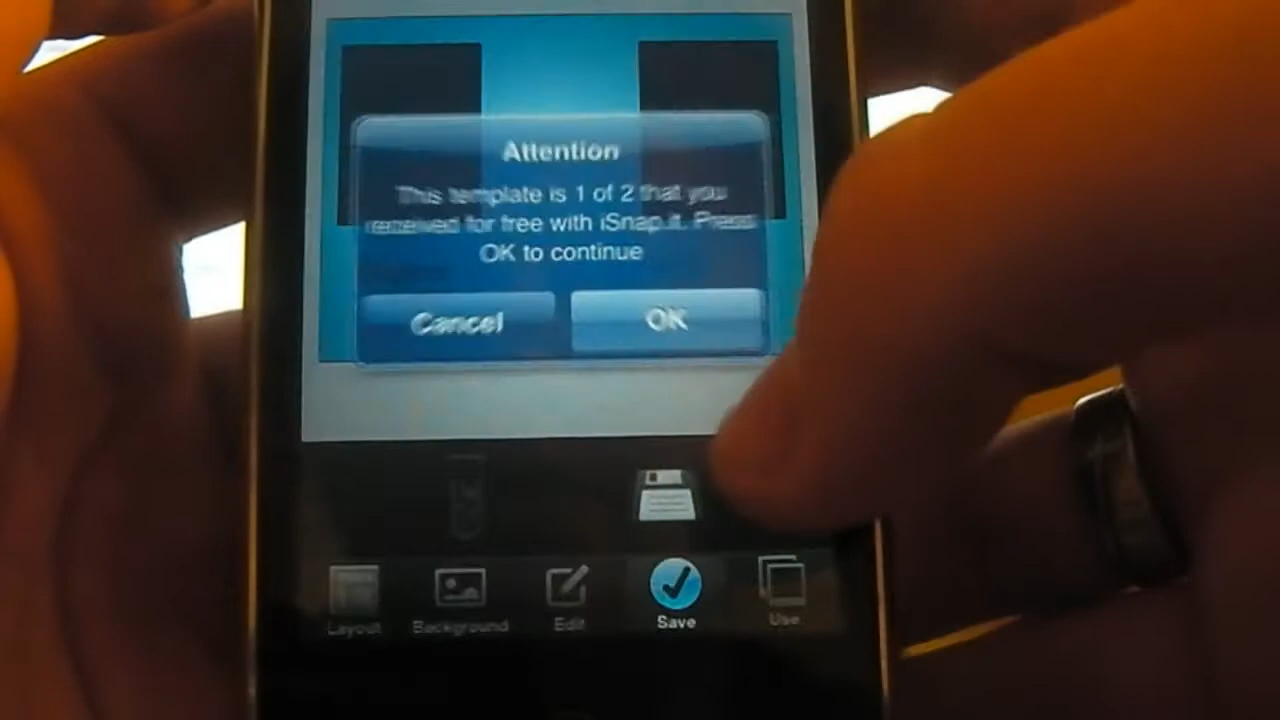 Attention
This template is 1 of 2 that you
received for free with iSnap.it. Press
OK to continue
Cancel
OK
Layout
Background
Edit
Save
Use